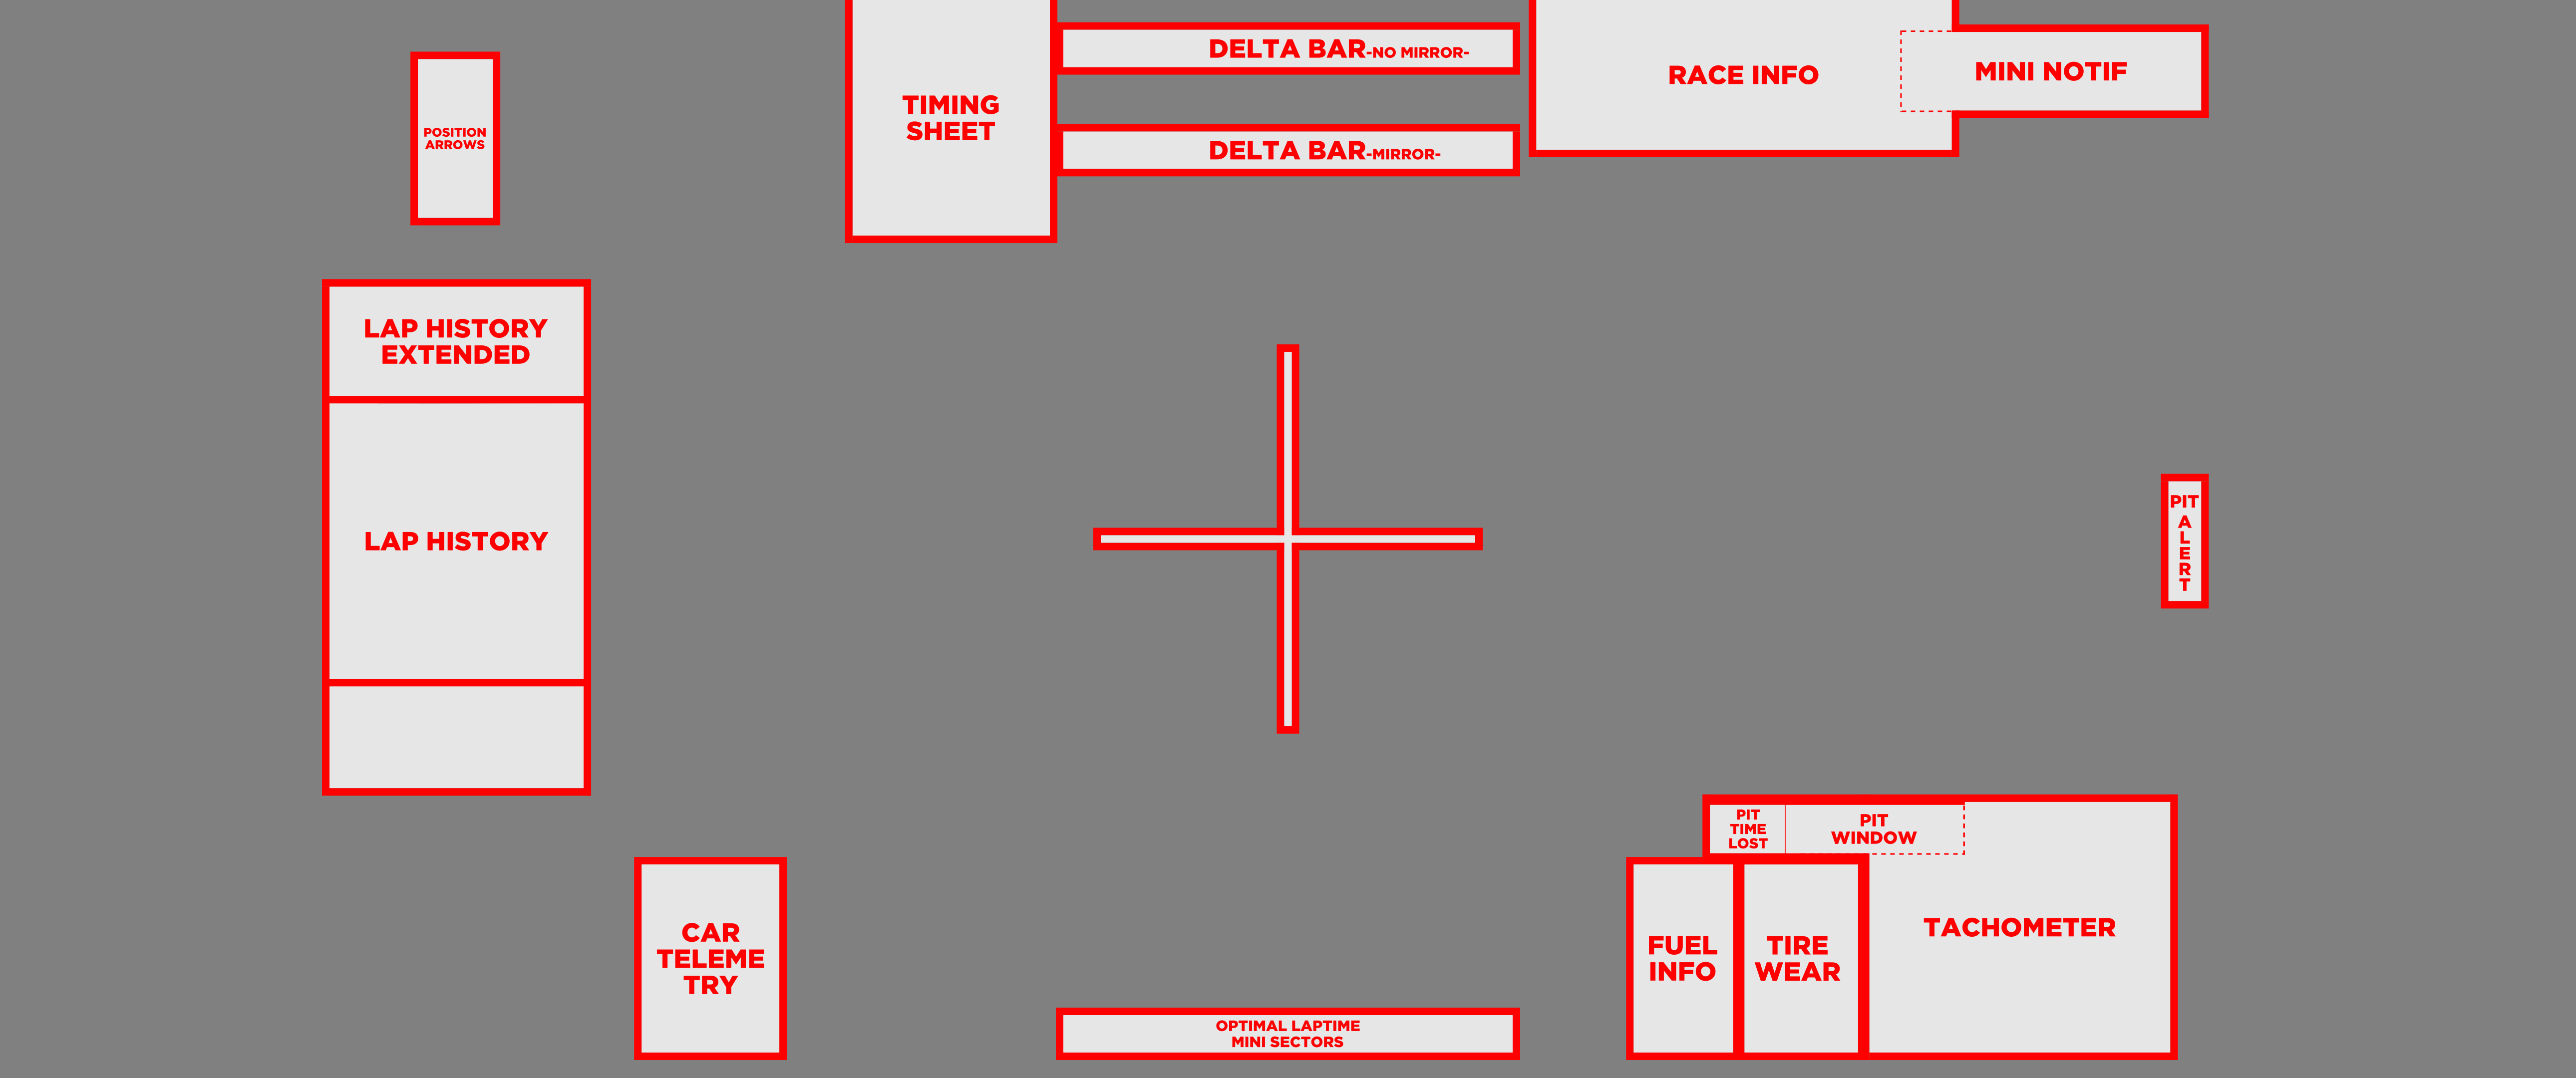 DELTA BAR-NO MIRROR-
RACE INFO
MINI NOTIF
TIMING
SHEET
POSITION
ARROWS
DELTA BAR-MIRROR-
LAP HISTORY
EXTENDED
LAP HISTORY
PIT
A
L
E
R
T
PIT
TIME
LOST
PIT
WINDOW
CAR
TELEME
TRY
FUEL
INFO
TIRE
WEAR
TACHOMETER
OPTIMAL LAPTIME
MINI SECTORS